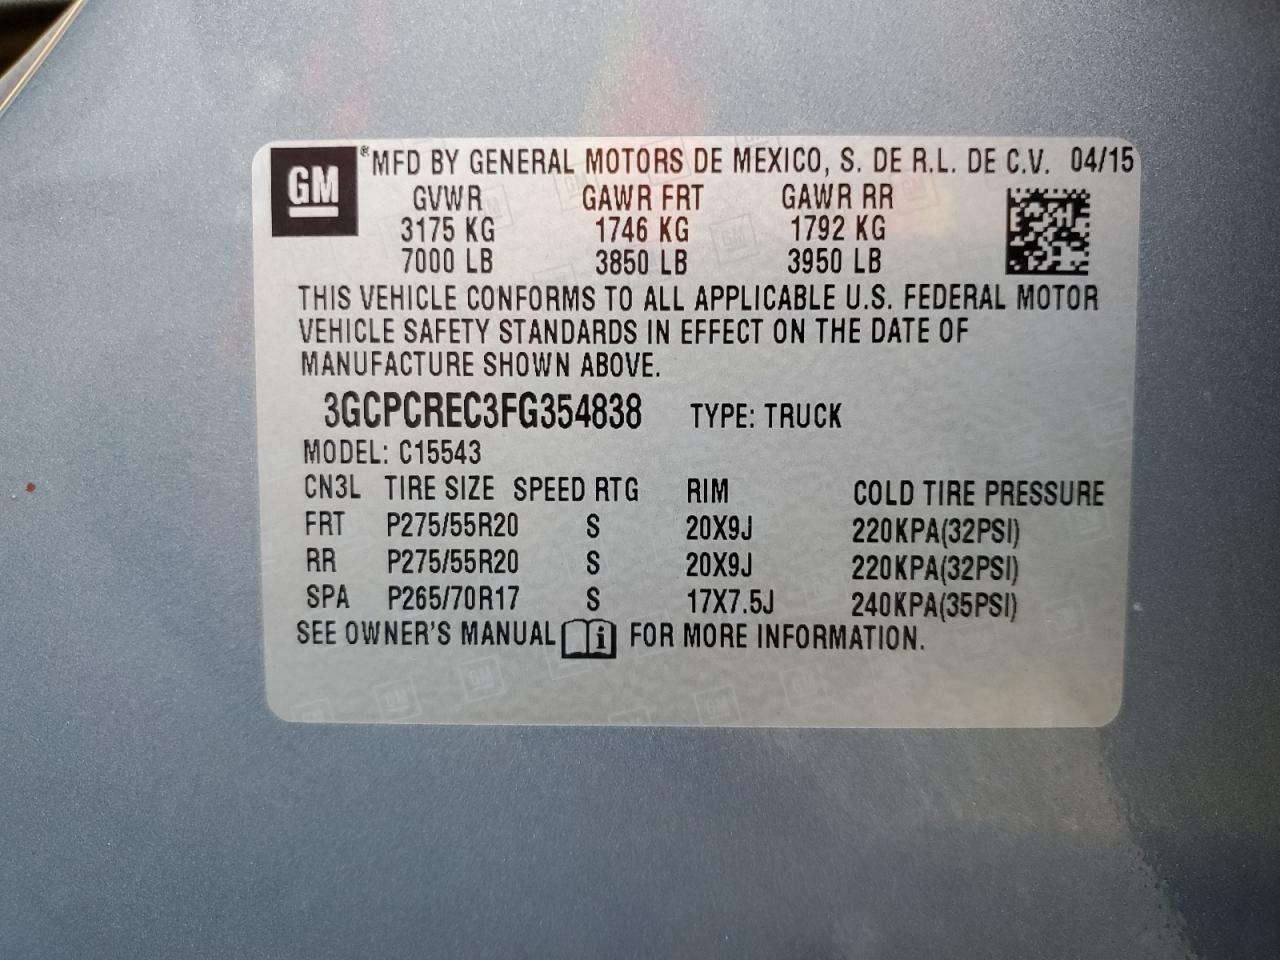 GM ® MFD BY GENERAL MOTORS DE MEXICO, S. DE R.L. DE C.V. 04/15
GVWR GAWR FRT GAWR RR
3175 KG 1746 KG 1792 KG
7000 LB 3850 LB 3950 LB
THIS VEHICLE CONFORMS TO ALL APPLICABLE U.S. FEDERAL MOTOR
VEHICLE SAFETY STANDARDS IN EFFECT ON THE DATE OF
MANUFACTURE SHOWN ABOVE.
3GCPCREC3FG354838 TYPE: TRUCK
MODEL: C15543
CN3L TIRE SIZE SPEED RTG RIM COLD TIRE PRESSURE
FRT P275/55R20 S 20X9J 220KPA(32PSI)
RR P275/55R20 S 20X9J 220KPA(32PSI)
SPA P265/70R17 S 17X7.5J 240KPA(35PSI)
SEE OWNER'S MANUAL i FOR MORE INFORMATION.